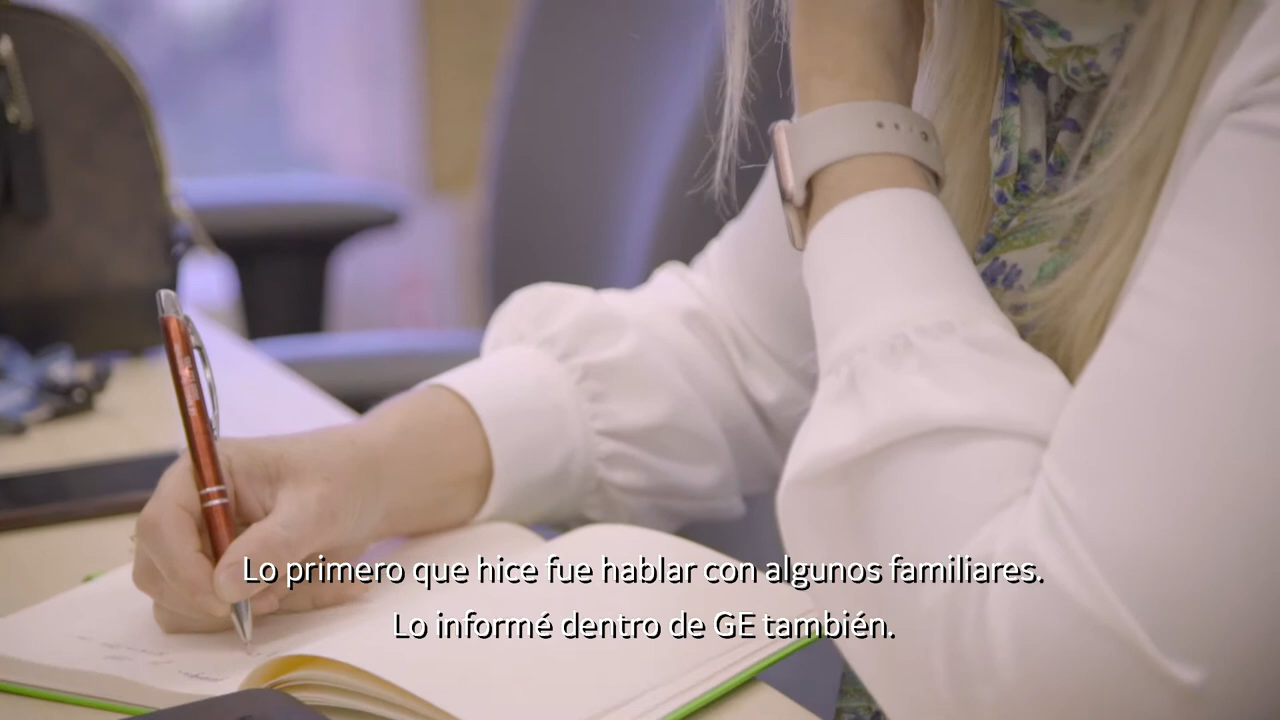 Lo primero que hice fue hablar con algunos familiares.
Lo informé dentro de GE también.